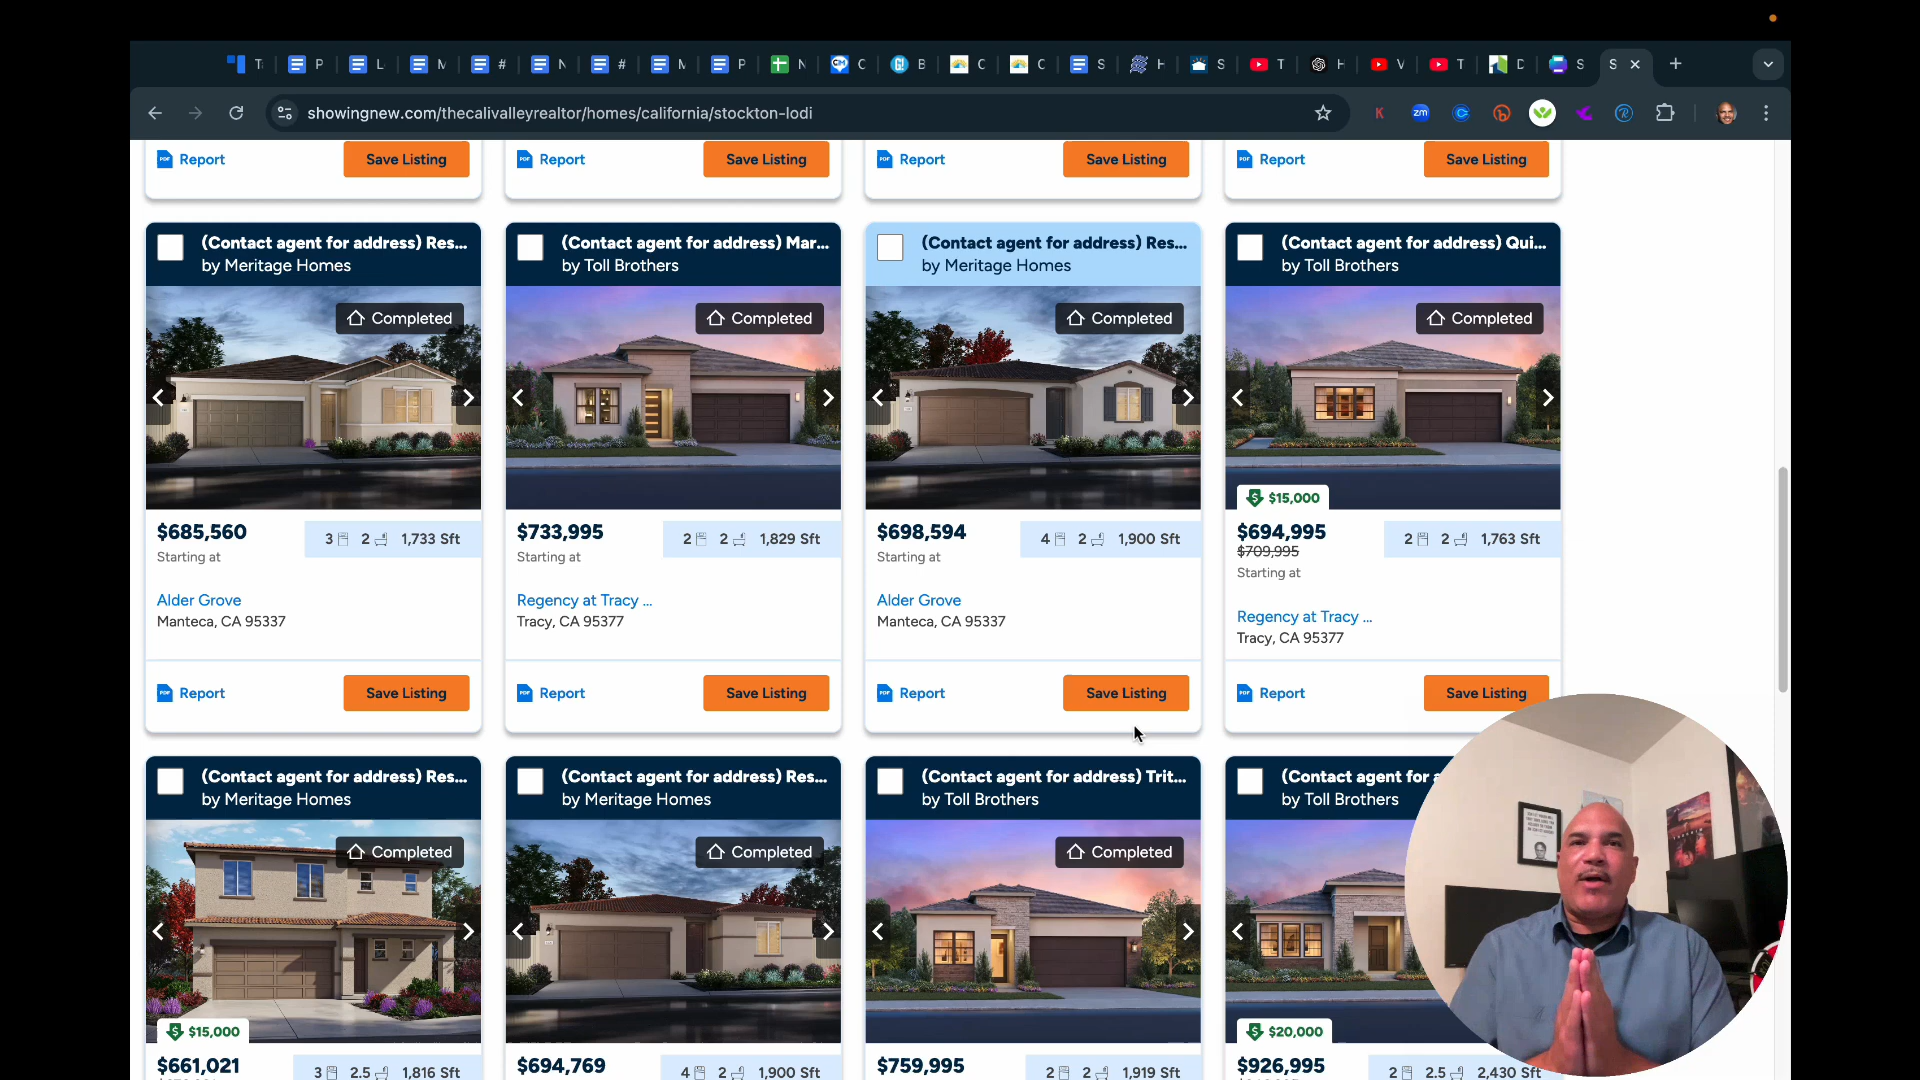 T
P
L
M
#
N
#
M
P
N
C
B
C
C
S
H
S
T
H
V
T
D
S
S
showingnew.com/thecalivalleyrealtor/homes/california/stockton-lodi
K
zm
Report
Save Listing
Report
Save Listing
Report
Save Listing
Report
Save Listing
(Contact agent for address) Res...
by Meritage Homes
Completed
$685,560
Starting at
3 2 1,733 Sft
Alder Grove
Manteca, CA 95337
Report
Save Listing
(Contact agent for address) Mar...
by Toll Brothers
Completed
$733,995
Starting at
2 2 1,829 Sft
Regency at Tracy ...
Tracy, CA 95377
Report
Save Listing
(Contact agent for address) Res...
by Meritage Homes
Completed
$698,594
Starting at
4 2 1,900 Sft
Alder Grove
Manteca, CA 95337
Report
Save Listing
(Contact agent for address) Qui...
by Toll Brothers
Completed
$15,000
$694,995
$709,995
Starting at
2 2 1,763 Sft
Regency at Tracy ...
Tracy, CA 95377
Report
Save Listing
(Contact agent for address) Res...
by Meritage Homes
Completed
$15,000
$661,021
3 2.5 1,816 Sft
(Contact agent for address) Res...
by Meritage Homes
Completed
$694,769
4 2 1,900 Sft
(Contact agent for address) Trit...
by Toll Brothers
Completed
$759,995
2 2 1,919 Sft
(Contact agent for a
by Toll Brothers
$20,000
$926,995
2 2.5 2,430 Sft